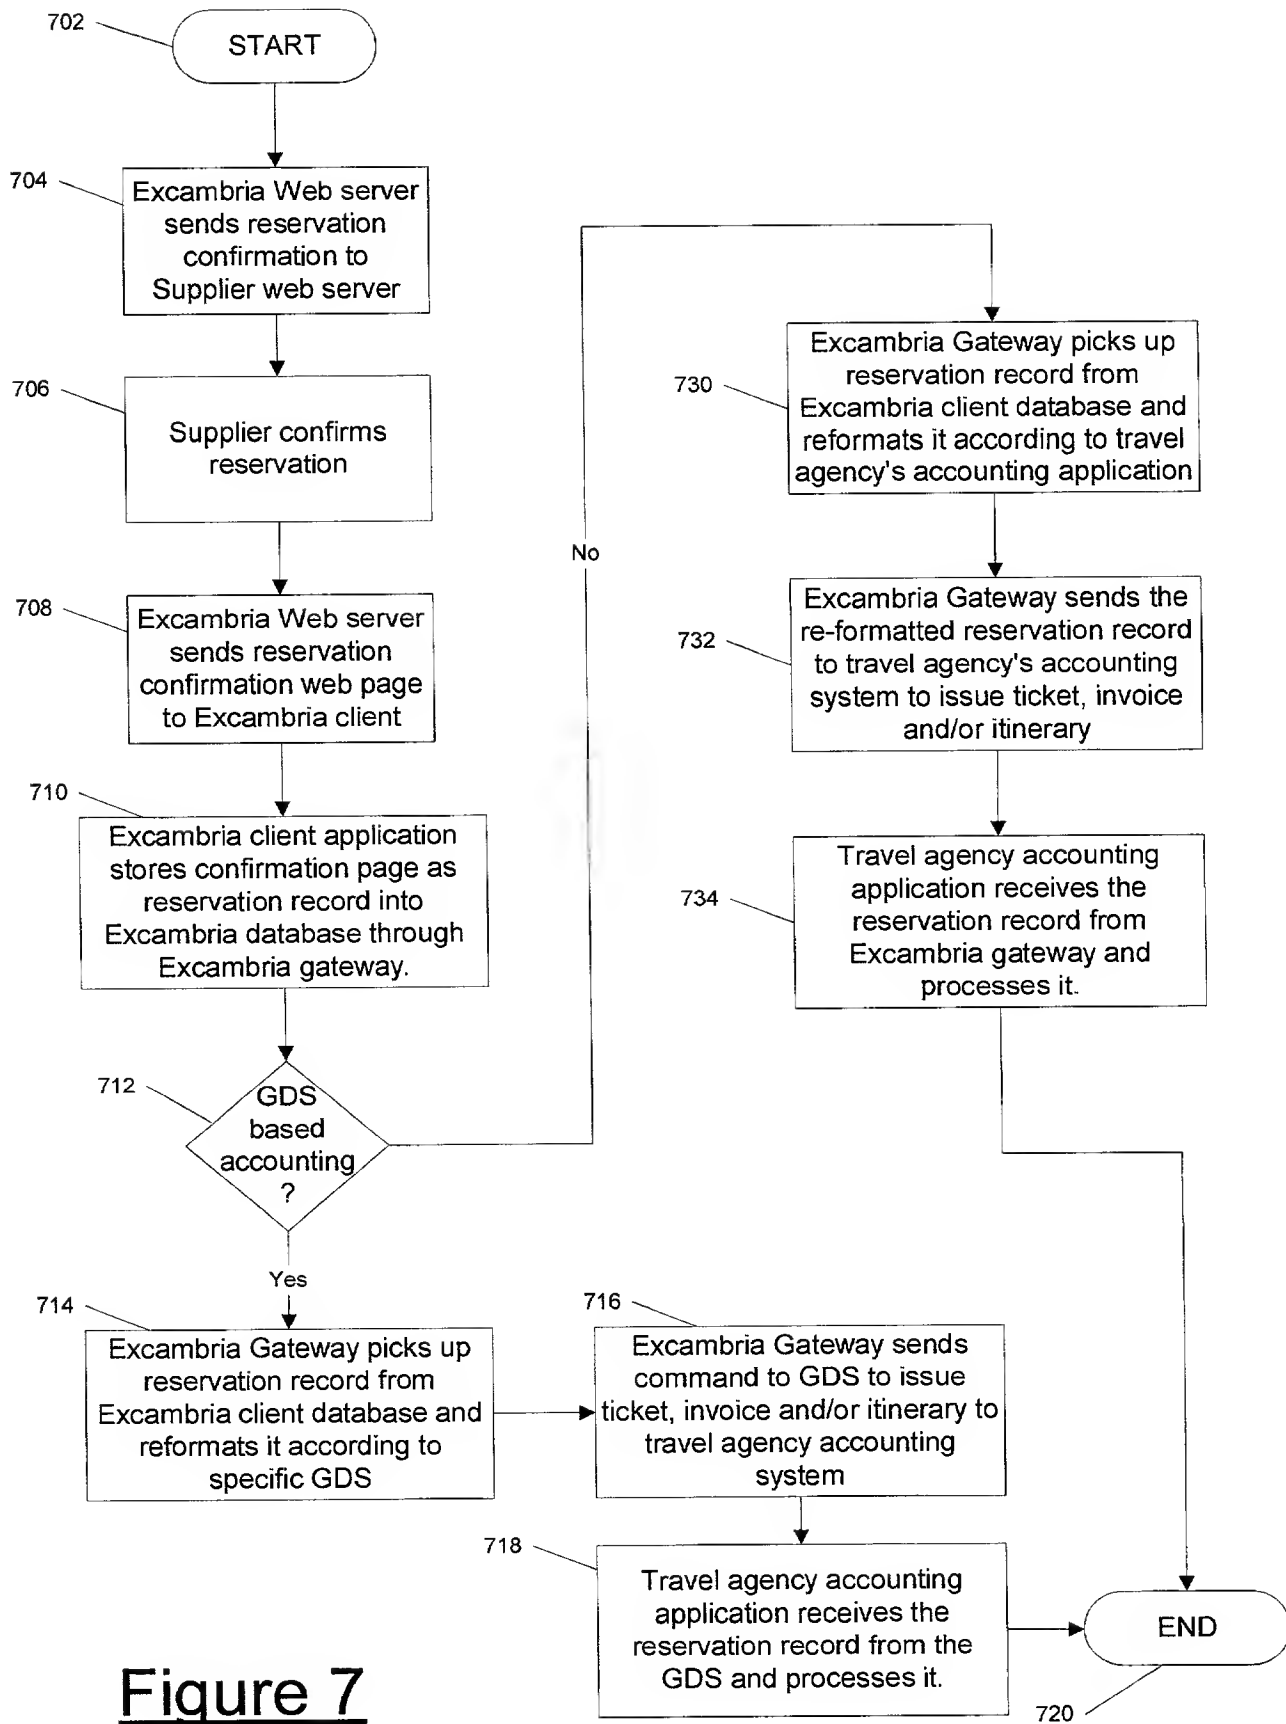 702
START
704
Excambria Web server
sends reservation
confirmation to
Supplier web server
706
Supplier confirms
reservation
708
Excambria Web server
sends reservation
confirmation web page
to Excambria client
710
Excambria client application
stores confirmation page as
reservation record into
Excambria database through
Excambria gateway.
712
GDS
based
accounting
?
No
730
Excambria Gateway picks up
reservation record from
Excambria client database and
reformats it according to travel
agency's accounting application
732
Excambria Gateway sends the
re-formatted reservation record
to travel agency's accounting
system to issue ticket, invoice
and/or itinerary
734
Travel agency accounting
application receives the
reservation record from
Excambria gateway and
processes it.
Yes
714
Excambria Gateway picks up
reservation record from
Excambria client database and
reformats it according to
specific GDS
716
Excambria Gateway sends
command to GDS to issue
ticket, invoice and/or itinerary to
travel agency accounting
system
718
Travel agency accounting
application receives the
reservation record from the
GDS and processes it.
END
720
Figure 7